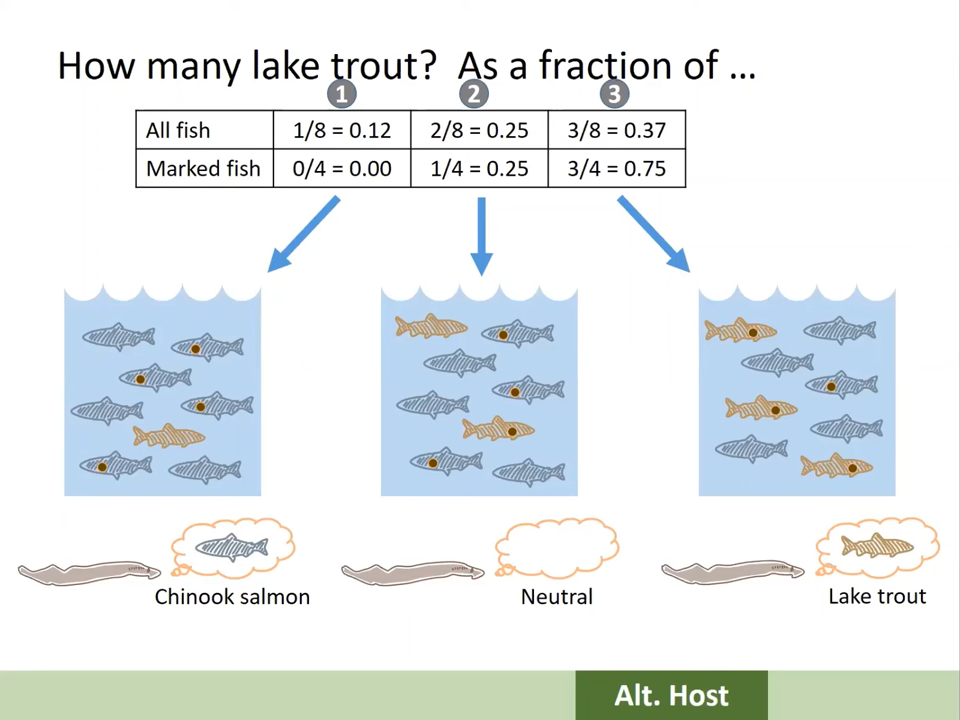 How many lake trout? As a fraction of ...
1 2 3
All fish 1/8 = 0.12 2/8 = 0.25 3/8 = 0.37
Marked fish 0/4 = 0.00 1/4 = 0.25 3/4 = 0.75
Chinook salmon Neutral Lake trout
Alt. Host